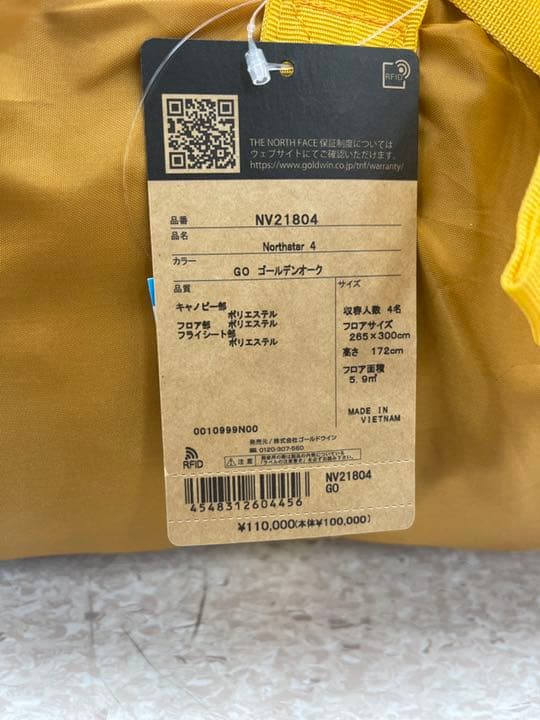 RFID
THE NORTH FACE 保証制度については
ウェブサイトにてご確認いただけます。
https://www.goldwin.co.jp/tnf/warranty/
品番 NV21804
品名
Northstar 4
カラー
GO ゴールデンオーク
品質
キャノピー部
ポリエステル
フロア部 ポリエステル
フライシート部
ポリエステル
サイズ
収容人数 4名
フロアサイズ
265×300cm
高さ 172cm
フロア面積
5.9㎡
MADE IN
VIETNAM
0010999N00
発売元/株式会社ゴールドウイン
0120-307-560
RFID
注意
NV21804
GO
4548312604456
¥110,000(本体¥100,000)